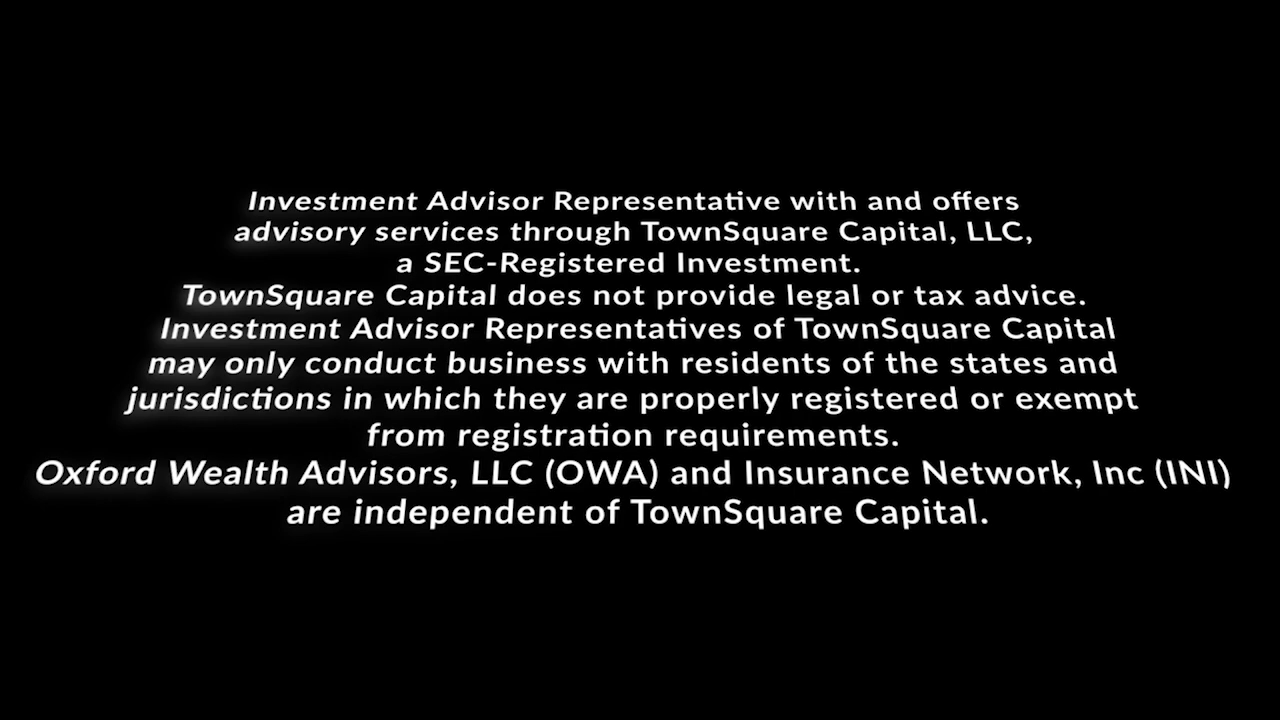 Investment Advisor Representative with and offers
advisory services through TownSquare Capital, LLC,
a SEC-Registered Investment.
TownSquare Capital does not provide legal or tax advice.
Investment Advisor Representatives of TownSquare Capital
may only conduct business with residents of the states and
jurisdictions in which they are properly registered or exempt
from registration requirements.
Oxford Wealth Advisors, LLC (OWA) and Insurance Network, Inc (INI)
are independent of TownSquare Capital.